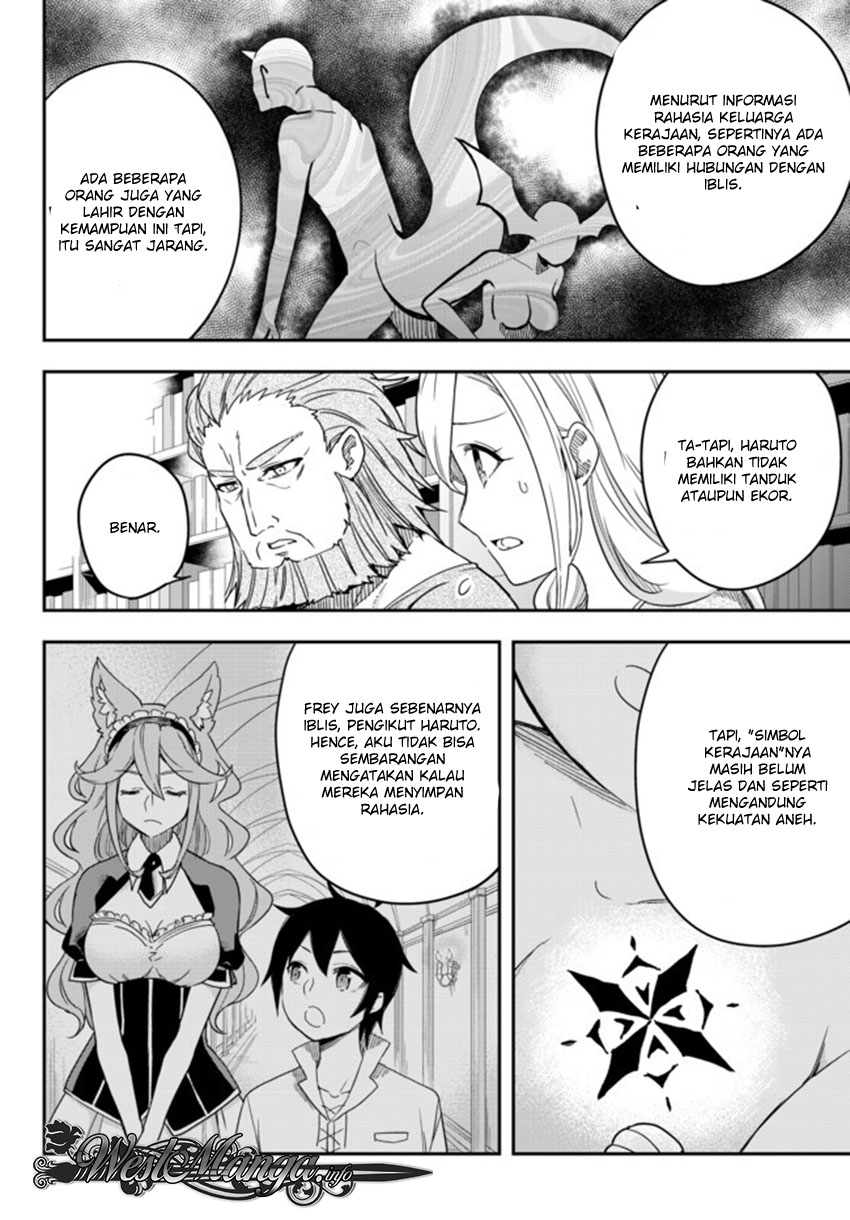 MENURUT INFORMASI
RAHASIA KELUARGA
KERAJAAN, SEPERTINYA ADA
BEBERAPA ORANG YANG
MEMILIKI HUBUNGAN DENGAN
IBLIS.
ADA BEBERAPA
ORANG JUGA YANG
LAHIR DENGAN
KEMAMPUAN INI TAPI,
ITU SANGAT JARANG.
TA-TAPI, HARUTO
BAHKAN TIDAK
MEMILIKI TANDUK
ATAUPUN EKOR.
BENAR.
TAPI, "SIMBOL
KERAJAAN"NYA
MASIH BELUM
JELAS DAN SEPERTI
MENGANDUNG
KEKUATAN ANEH.
FREY JUGA SEBENARNYA
IBLIS, PENGIKUT HARUTO.
HENCE, AKU TIDAK BISA
SEMBARANGAN
MENGATAKAN KALAU
MEREKA MENYIMPAN
RAHASIA.
WestManga.info